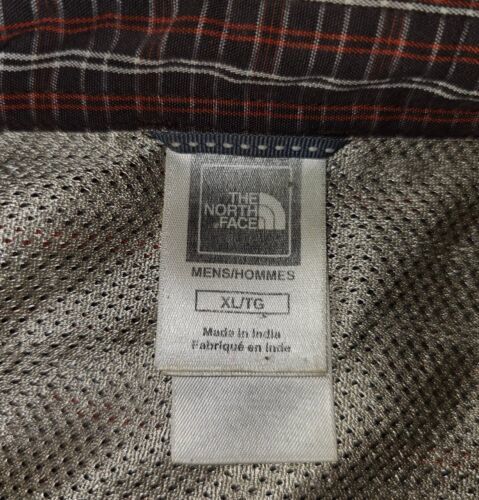 THE
NORTH
FACE
MENS/HOMMES
XL/TG
Made in India
Fabriqué en Inde